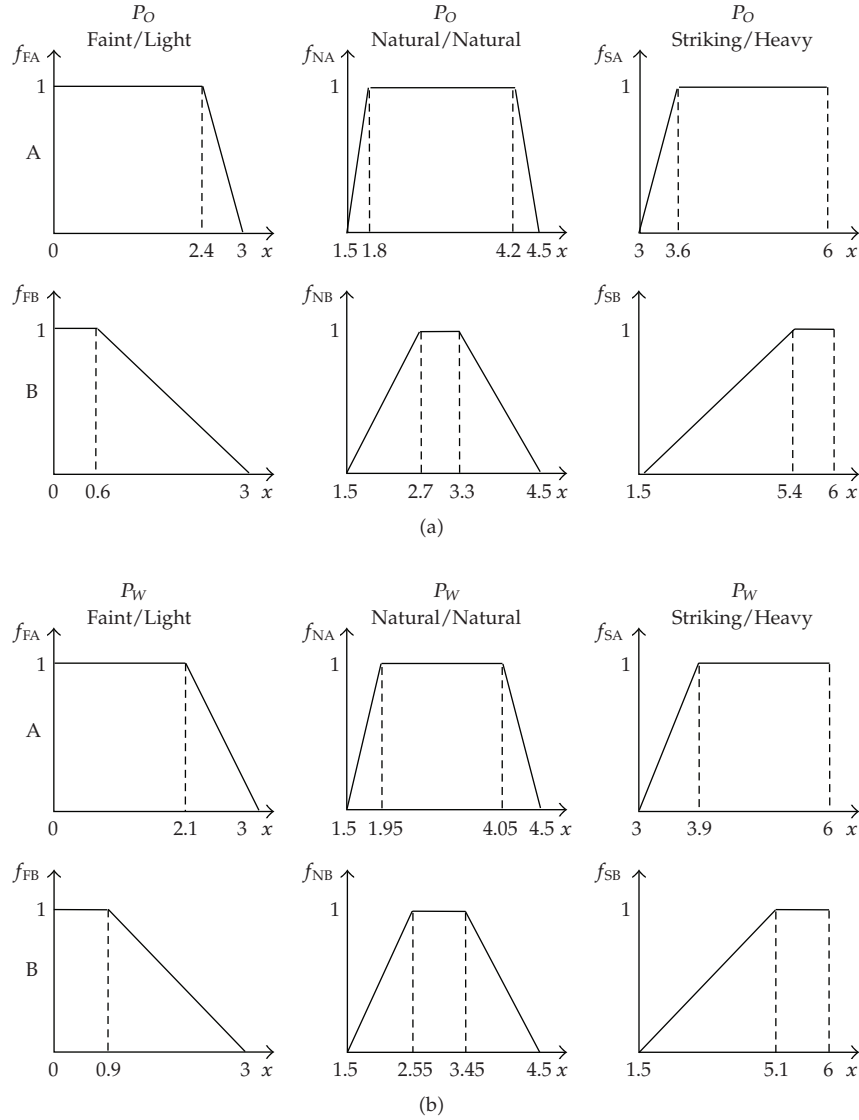 P_O P_O P_O
Faint/Light Natural/Natural Striking/Heavy
f_FA f_NA f_SA
1 1 1
A
0 2.4 3 x 1.5 1.8 4.2 4.5 x 3 3.6 6 x
f_FB f_NB f_SB
1 1 1
B
0 0.6 3 x 1.5 2.7 3.3 4.5 x 1.5 5.4 6 x
(a)
P_W P_W P_W
Faint/Light Natural/Natural Striking/Heavy
f_FA f_NA f_SA
1 1 1
A
0 2.1 3 x 1.5 1.95 4.05 4.5 x 3 3.9 6 x
f_FB f_NB f_SB
1 1 1
B
0 0.9 3 x 1.5 2.55 3.45 4.5 x 1.5 5.1 6 x
(b)